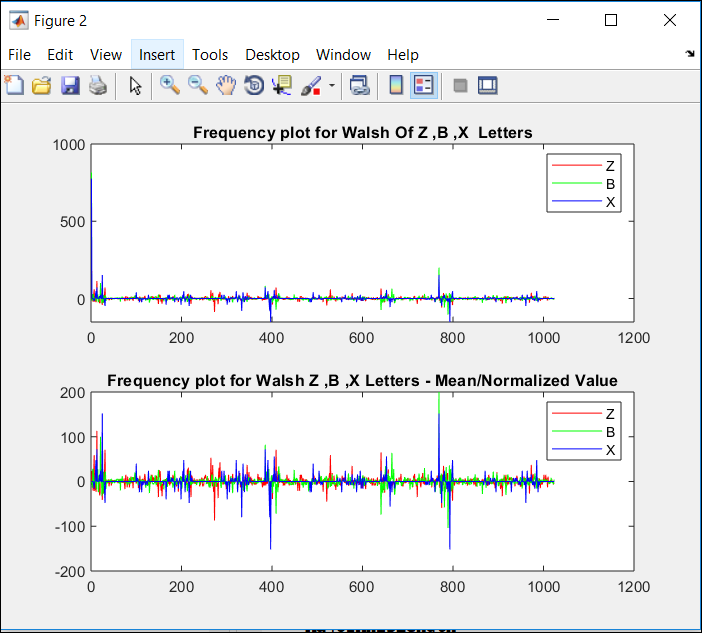 Figure 2
File Edit View Insert Tools Desktop Window Help
Frequency plot for Walsh Of Z ,B ,X Letters
1000
500
0
0 200 400 600 800 1000 1200
Z
B
X
Frequency plot for Walsh Z ,B ,X Letters - Mean/Normalized Value
200
100
0
-100
-200
0 200 400 600 800 1000 1200
Z
B
X